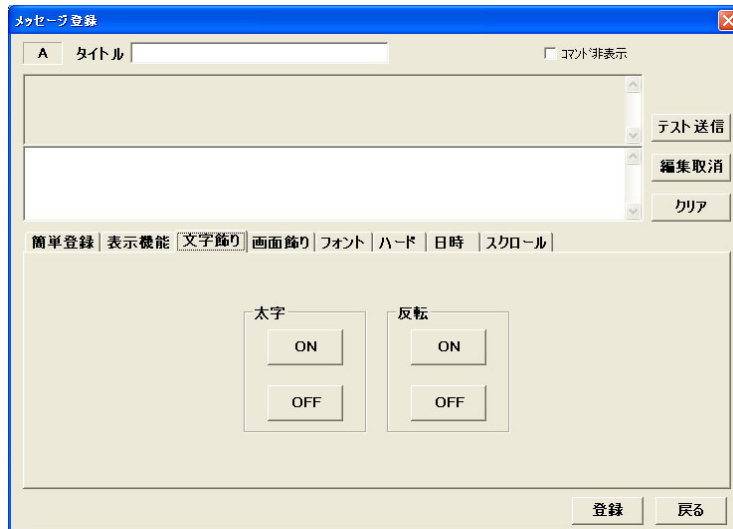 メッセージ登録
A タイトル コマンド非表示
テスト送信
編集取消
クリア
簡単登録 表示機能 文字飾り 画面飾り フォント ハード 日時 スクロール
太字 反転
ON ON
OFF OFF
登録 戻る